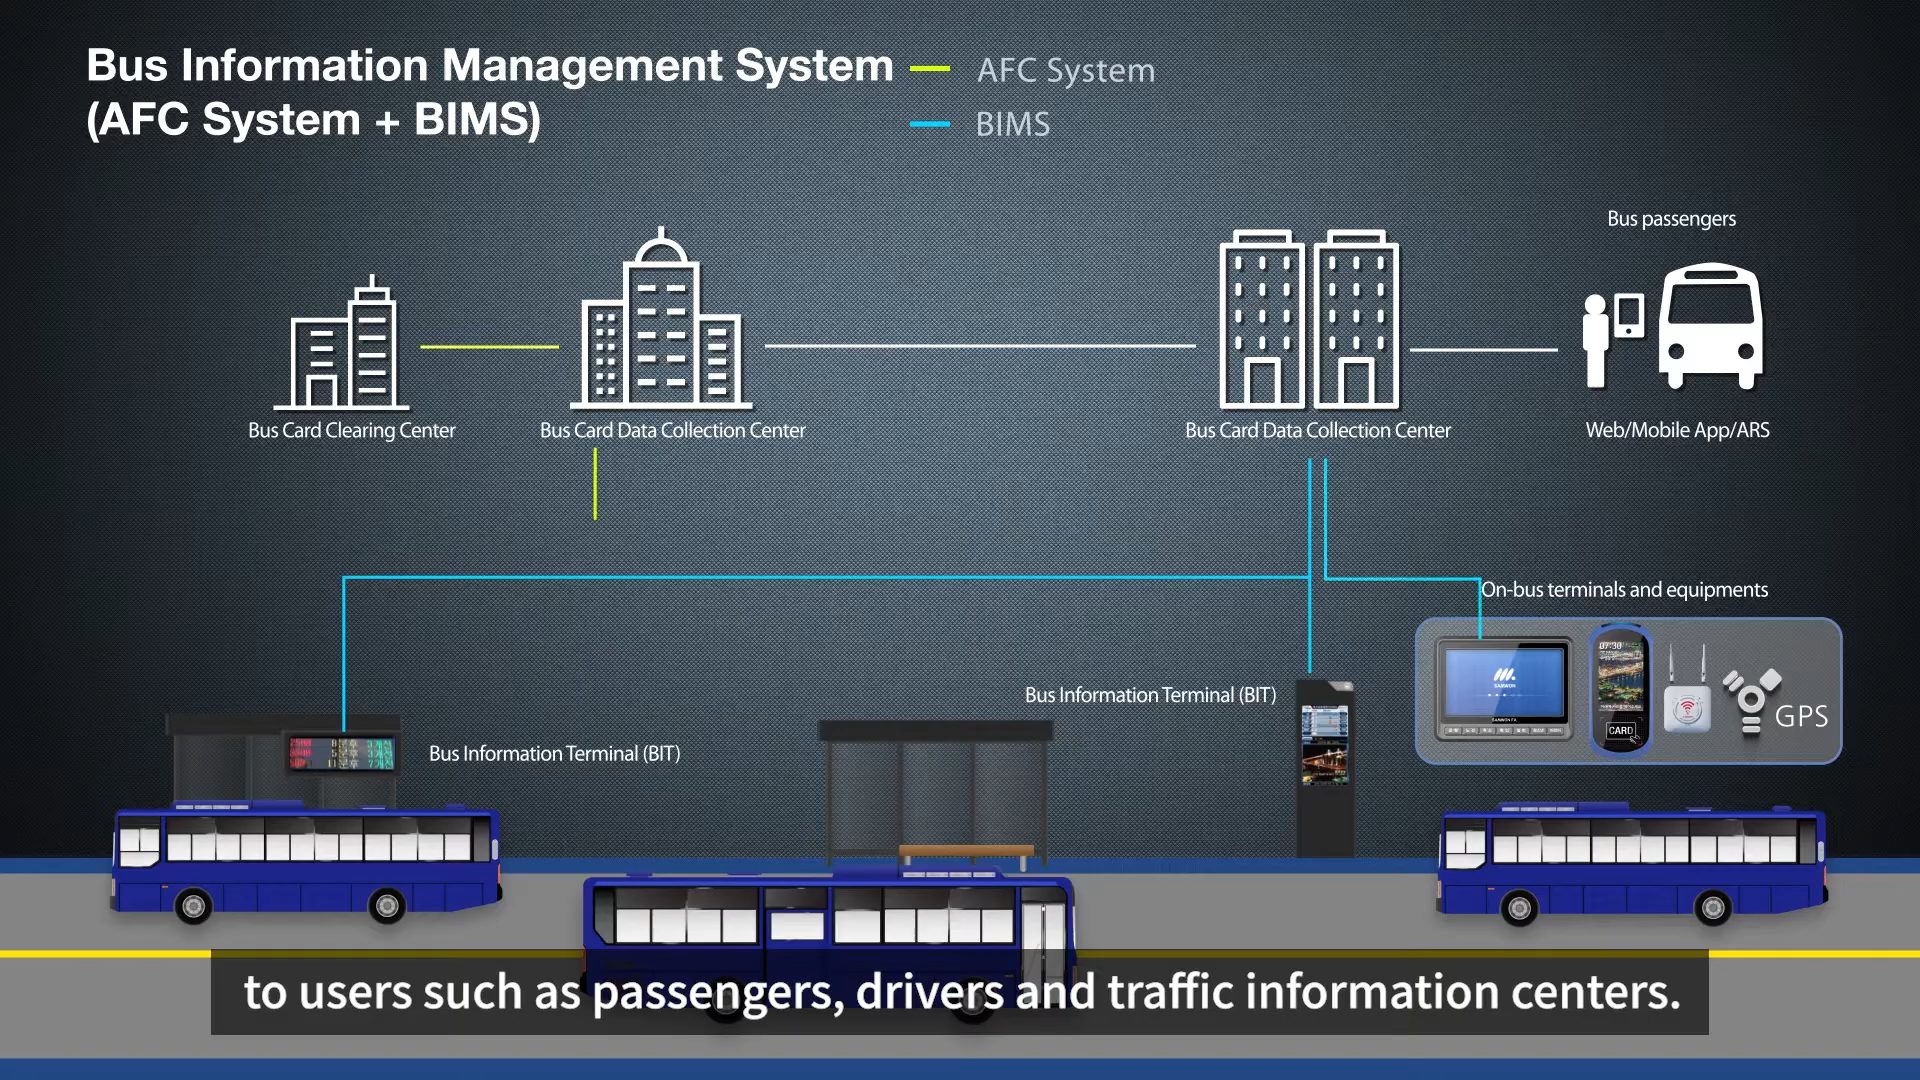 Bus Information Management System
(AFC System + BIMS)
AFC System
BIMS
Bus passengers
Bus Card Clearing Center
Bus Card Data Collection Center
Bus Card Data Collection Center
Web/Mobile App/ARS
On-bus terminals and equipments
07:30
CARD
GPS
Bus Information Terminal (BIT)
Bus Information Terminal (BIT)
to users such as passengers, drivers and traffic information centers.